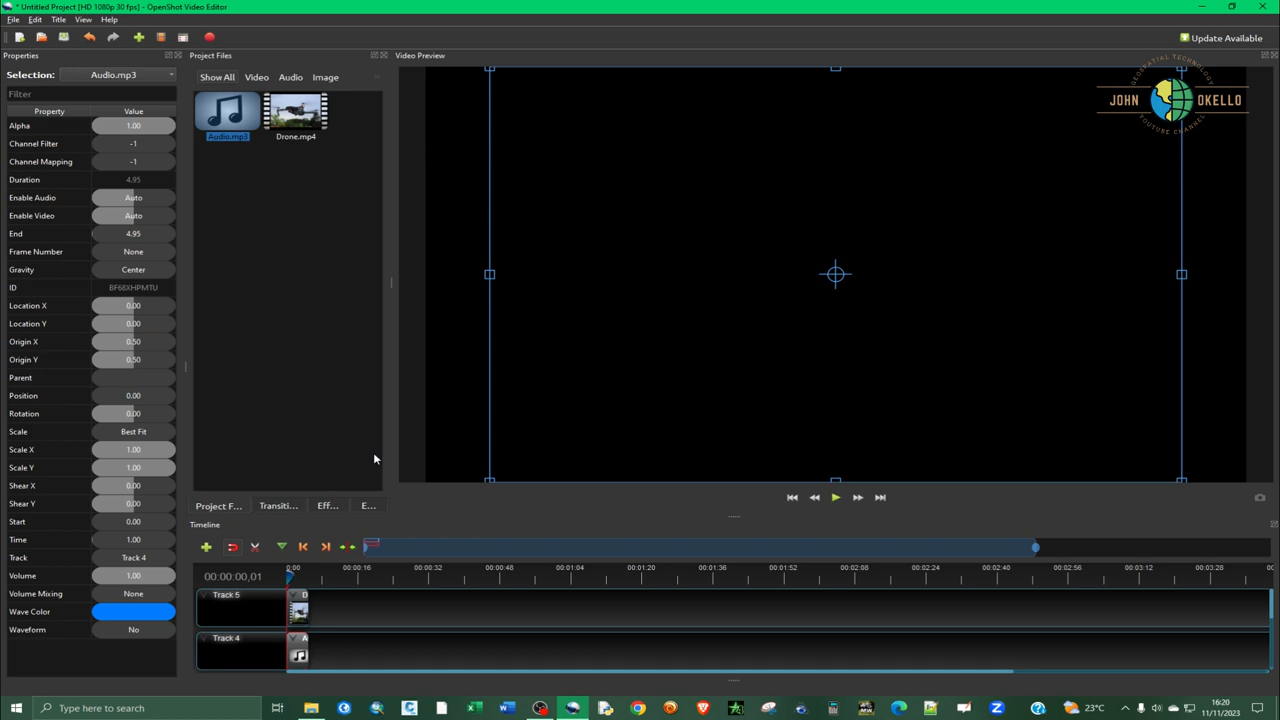 * Untitled Project [HD 1080p 30 fps] - OpenShot Video Editor
File Edit Title View Help
Update Available
Properties
Project Files
Video Preview
Selection: Audio.mp3
Show All Video Audio Image
GEOSPATIAL TECHNOLOGY
JOHN OKELLO
YOUTUBE CHANNEL
Filter
Property Value
Alpha 1.00
Channel Filter -1
Channel Mapping -1
Duration 4.95
Enable Audio Auto
Enable Video Auto
End 4.95
Frame Number None
Gravity Center
ID BF68XHPMTU
Location X 0.00
Location Y 0.00
Origin X 0.50
Origin Y 0.50
Parent
Position 0.00
Rotation 0.00
Scale Best Fit
Scale X 1.00
Scale Y 1.00
Shear X 0.00
Shear Y 0.00
Start 0.00
Time 1.00
Track Track 4
Volume 1.00
Volume Mixing None
Wave Color
Waveform No
Audio.mp3 Drone.mp4
Project F... Transiti... Eff... E...
Timeline
00:00:00,01
0:00 00:00:16 00:00:32 00:00:48 00:01:04 00:01:20 00:01:36 00:01:52 00:02:08 00:02:24 00:02:40 00:02:56 00:03:12 00:03:28 00:
Track 5 D
Track 4 A
Type here to search
23°C
16:20
11/11/2023